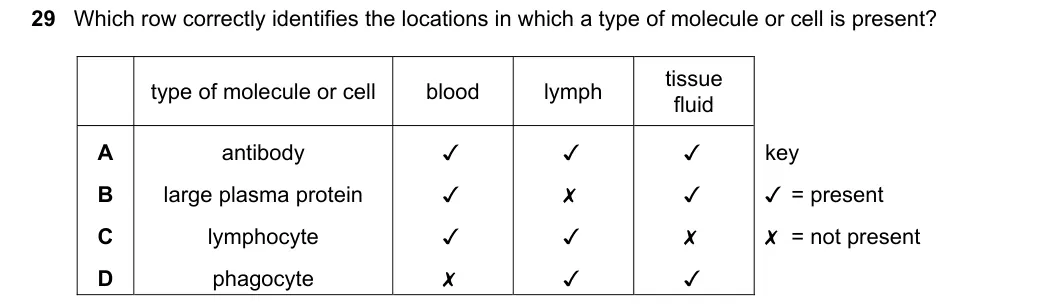 29 Which row correctly identifies the locations in which a type of molecule or cell is present?
type of molecule or cell blood lymph tissue fluid
A antibody ✓ ✓ ✓
B large plasma protein ✓ ✗ ✓
C lymphocyte ✓ ✓ ✗
D phagocyte ✗ ✓ ✓
key
✓ = present
✗ = not present